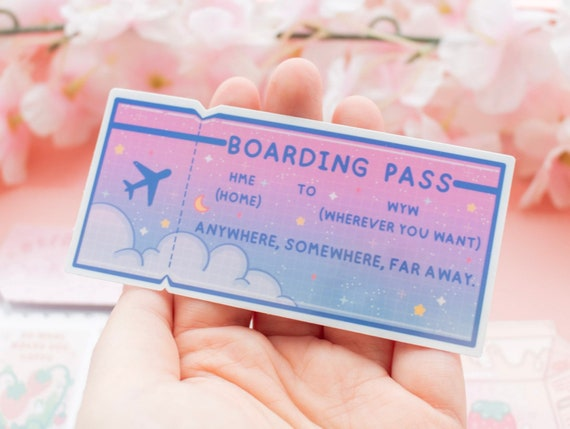 BOARDING PASS
HME TO WYW
(HOME) (WHEREVER YOU WANT)
ANYWHERE, SOMEWHERE, FAR AWAY.